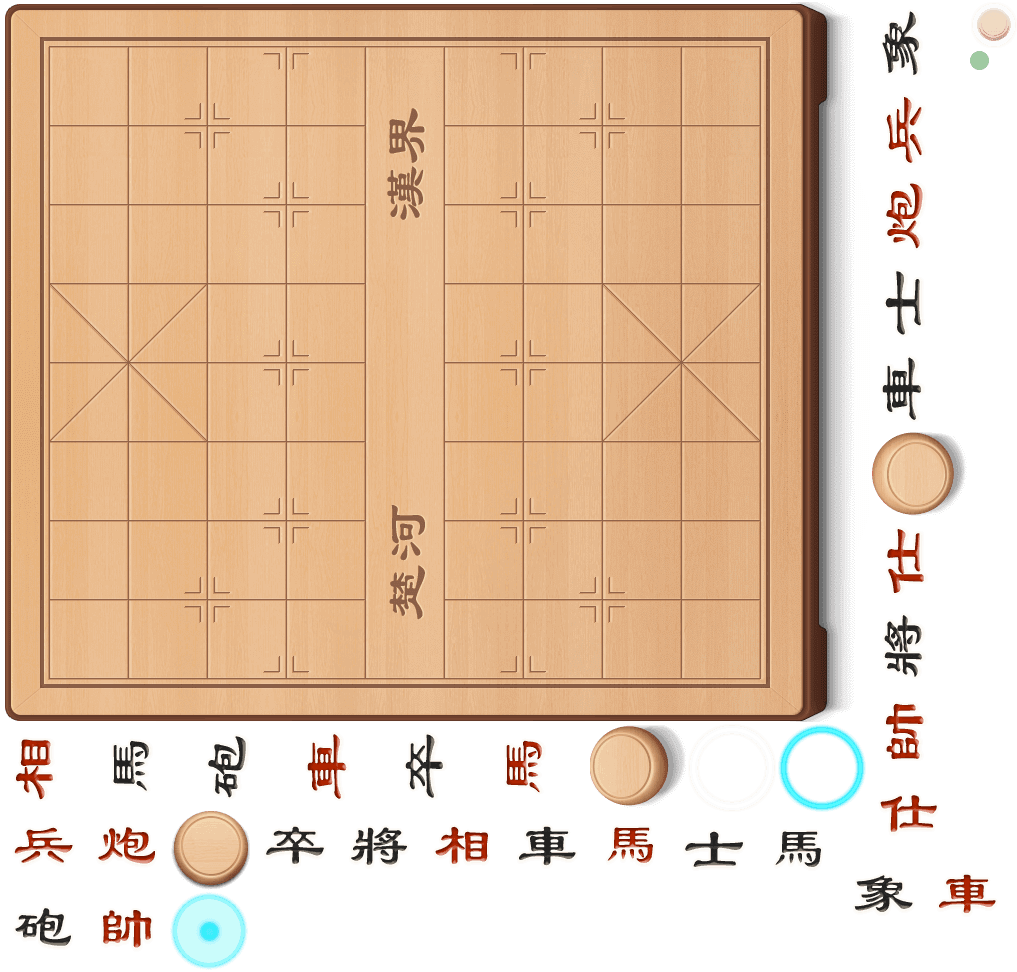 漢界
楚河
象
兵
炮
士
車
仕
將
帥
相 馬 砲 車 卒 馬
仕
兵 炮 卒 將 相 車 馬 士 馬
象 車
砲 帥